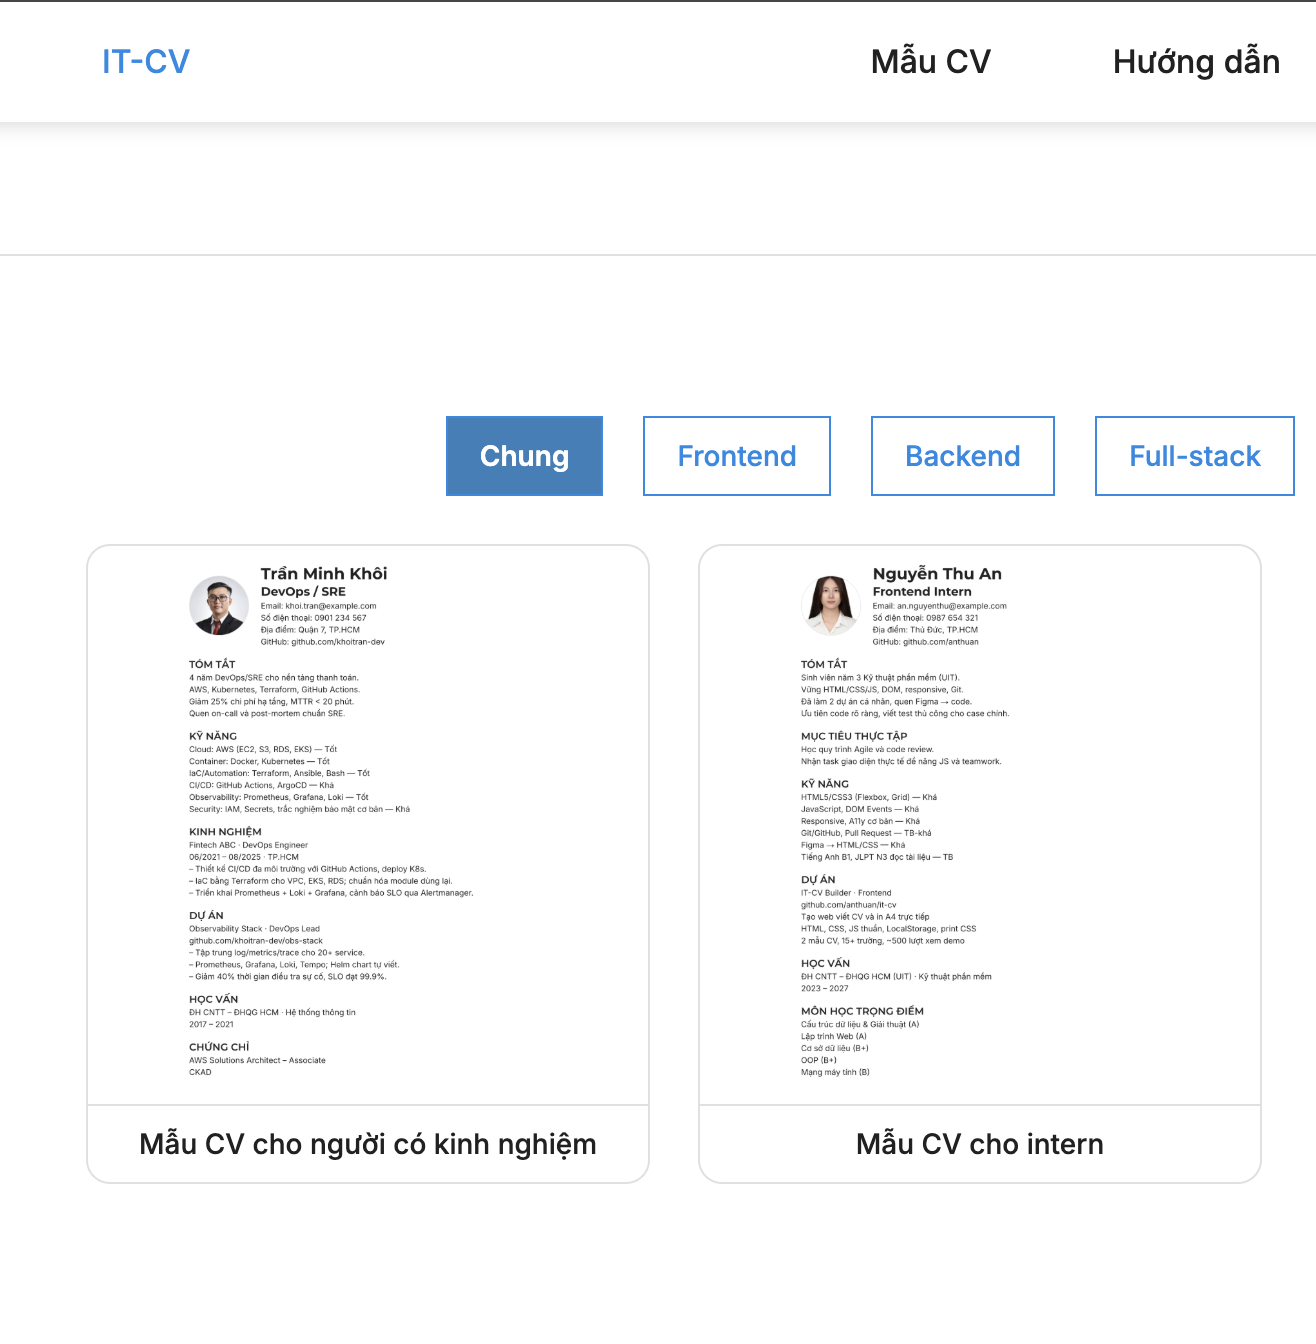 IT-CV
Mẫu CV
Hướng dẫn
Chung
Frontend
Backend
Full-stack
Trần Minh Khôi
DevOps / SRE
Email: khoi.tran@example.com
Số điện thoại: 0901 234 567
Địa điểm: Quận 7, TP.HCM
GitHub: github.com/khoitran-dev
TÓM TẮT
4 năm DevOps/SRE cho nền tảng thanh toán.
AWS, Kubernetes, Terraform, GitHub Actions.
Giảm 25% chi phí hạ tầng, MTTR < 20 phút.
Quen on-call và post-mortem chuẩn SRE.
KỸ NĂNG
Cloud: AWS (EC2, S3, RDS, EKS) — Tốt
Container: Docker, Kubernetes — Tốt
IaC/Automation: Terraform, Ansible, Bash — Tốt
CI/CD: GitHub Actions, ArgoCD — Khá
Observability: Prometheus, Grafana, Loki — Tốt
Security: IAM, Secrets, trắc nghiệm bảo mật cơ bản — Khá
KINH NGHIỆM
Fintech ABC · DevOps Engineer
06/2021 – 08/2025 · TP.HCM
– Thiết kế CI/CD đa môi trường với GitHub Actions, deploy K8s.
– IaC bằng Terraform cho VPC, EKS, RDS; chuẩn hóa module dùng lại.
– Triển khai Prometheus + Loki + Grafana, cảnh báo SLO qua Alertmanager.
DỰ ÁN
Observability Stack · DevOps Lead
github.com/khoitran-dev/obs-stack
– Tập trung log/metrics/trace cho 20+ service.
– Prometheus, Grafana, Loki, Tempo; Helm chart tự viết.
– Giảm 40% thời gian điều tra sự cố, SLO đạt 99.9%.
HỌC VẤN
ĐH CNTT – ĐHQG HCM · Hệ thống thông tin
2017 – 2021
CHỨNG CHỈ
AWS Solutions Architect – Associate
CKAD
Mẫu CV cho người có kinh nghiệm
Nguyễn Thu An
Frontend Intern
Email: an.nguyenthu@example.com
Số điện thoại: 0987 654 321
Địa điểm: Thủ Đức, TP.HCM
GitHub: github.com/anthuan
TÓM TẮT
Sinh viên năm 3 Kỹ thuật phần mềm (UIT).
Vững HTML/CSS/JS, DOM, responsive, Git.
Đã làm 2 dự án cá nhân, quen Figma → code.
Ưu tiên code rõ ràng, viết test thủ công cho case chính.
MỤC TIÊU THỰC TẬP
Học quy trình Agile và code review.
Nhận task giao diện thực tế để nâng JS và teamwork.
KỸ NĂNG
HTML5/CSS3 (Flexbox, Grid) — Khá
JavaScript, DOM Events — Khá
Responsive, A11y cơ bản — Khá
Git/GitHub, Pull Request — TB-khá
Figma → HTML/CSS — Khá
Tiếng Anh B1, JLPT N3 đọc tài liệu — TB
DỰ ÁN
IT-CV Builder · Frontend
github.com/anthuan/it-cv
Tạo web viết CV và in A4 trực tiếp
HTML, CSS, JS thuần, LocalStorage, print CSS
2 mẫu CV, 15+ trường, ~500 lượt xem demo
HỌC VẤN
ĐH CNTT – ĐHQG HCM (UIT) · Kỹ thuật phần mềm
2023 – 2027
MÔN HỌC TRỌNG ĐIỂM
Cấu trúc dữ liệu & Giải thuật (A)
Lập trình Web (A)
Cơ sở dữ liệu (B+)
OOP (B+)
Mạng máy tính (B)
Mẫu CV cho intern